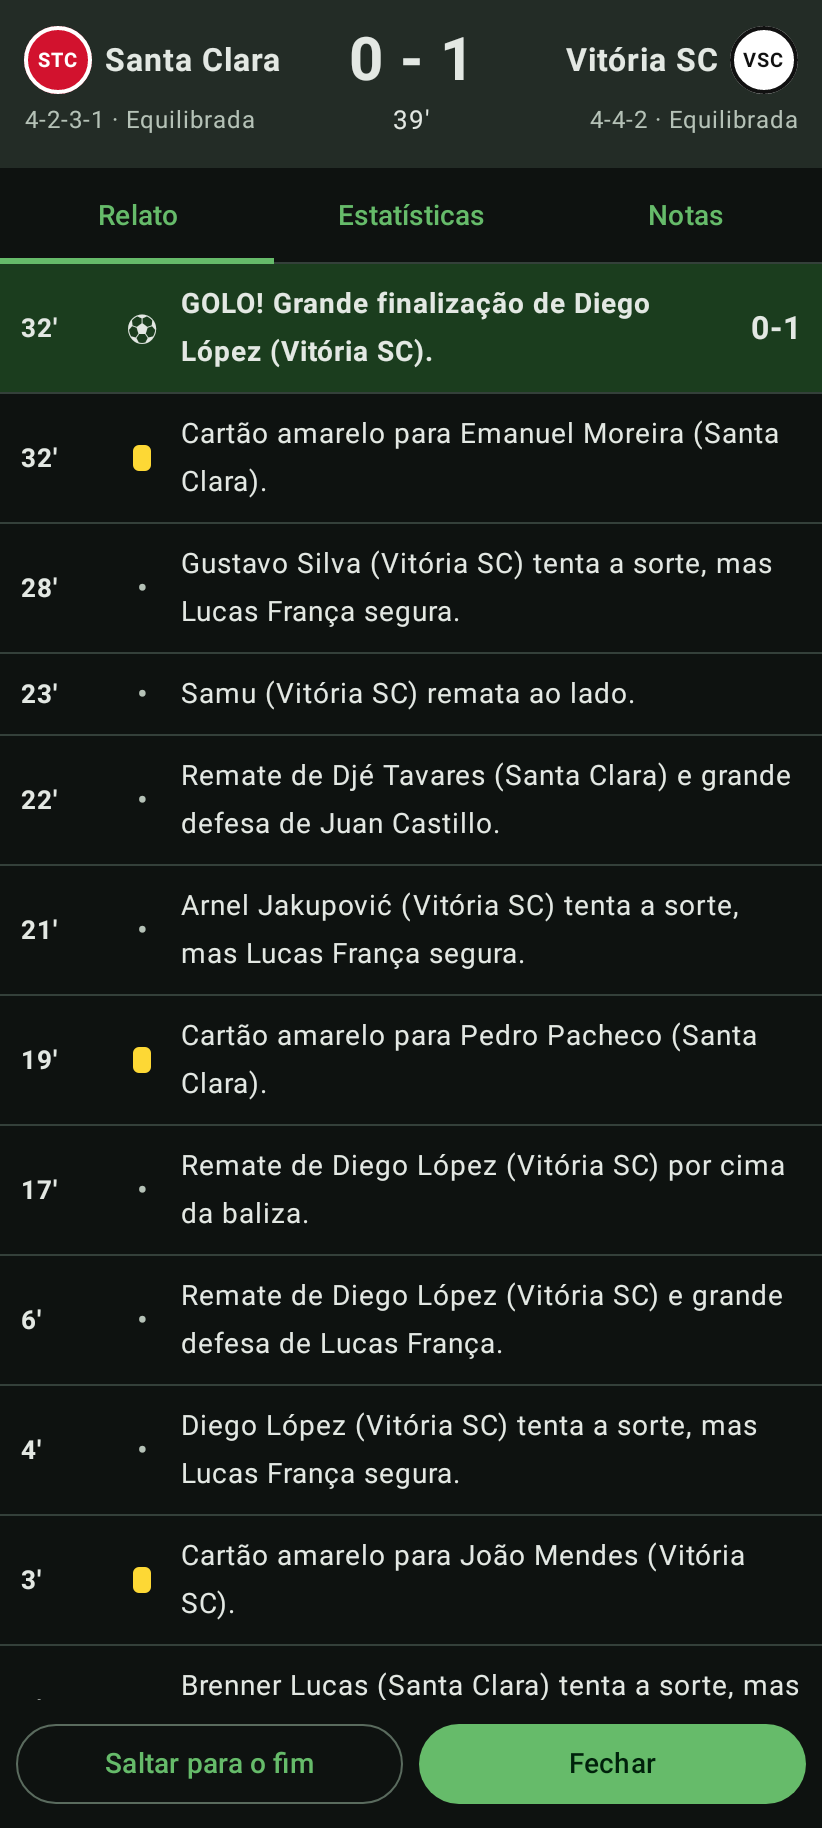 STC Santa Clara 0 - 1 Vitória SC VSC
4-2-3-1 · Equilibrada 39' 4-4-2 · Equilibrada
Relato Estatísticas Notas
32' GOLO! Grande finalização de Diego
López (Vitória SC). 0-1
32' Cartão amarelo para Emanuel Moreira (Santa
Clara).
28' • Gustavo Silva (Vitória SC) tenta a sorte, mas
Lucas França segura.
23' • Samu (Vitória SC) remata ao lado.
22' • Remate de Djé Tavares (Santa Clara) e grande
defesa de Juan Castillo.
21' • Arnel Jakupović (Vitória SC) tenta a sorte,
mas Lucas França segura.
19' Cartão amarelo para Pedro Pacheco (Santa
Clara).
17' • Remate de Diego López (Vitória SC) por cima
da baliza.
6' • Remate de Diego López (Vitória SC) e grande
defesa de Lucas França.
4' • Diego López (Vitória SC) tenta a sorte, mas
Lucas França segura.
3' Cartão amarelo para João Mendes (Vitória
SC).
Brenner Lucas (Santa Clara) tenta a sorte, mas
Saltar para o fim Fechar